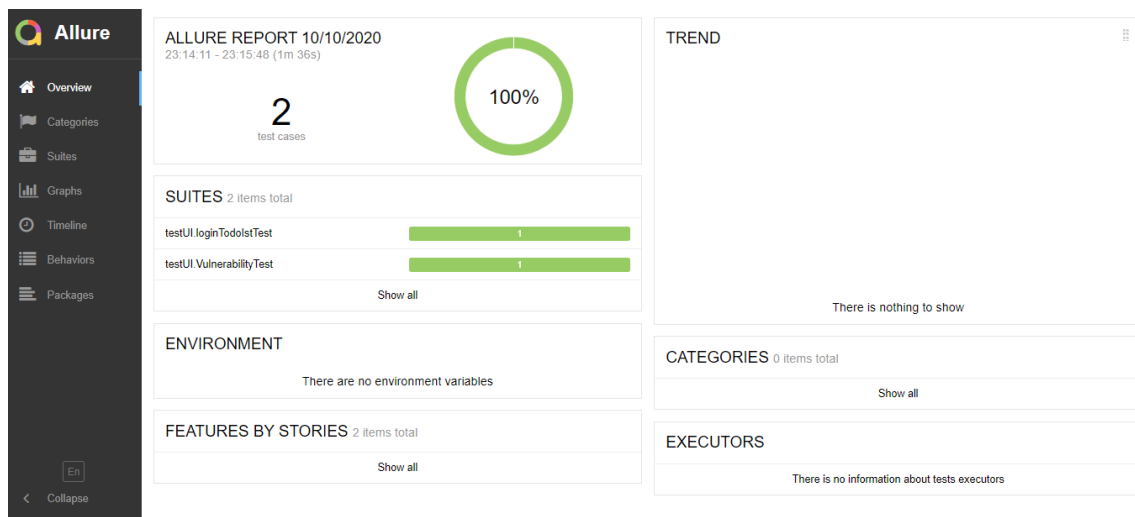 Allure
Overview
Categories
Suites
Graphs
Timeline
Behaviors
Packages
En
Collapse
ALLURE REPORT 10/10/2020
23:14:11 - 23:15:48 (1m 36s)
2
test cases
100%
SUITES 2 items total
testUI.loginTodoIstTest 1
testUI.VulnerabilityTest 1
Show all
ENVIRONMENT
There are no environment variables
FEATURES BY STORIES 2 items total
Show all
TREND
There is nothing to show
CATEGORIES 0 items total
Show all
EXECUTORS
There is no information about tests executors